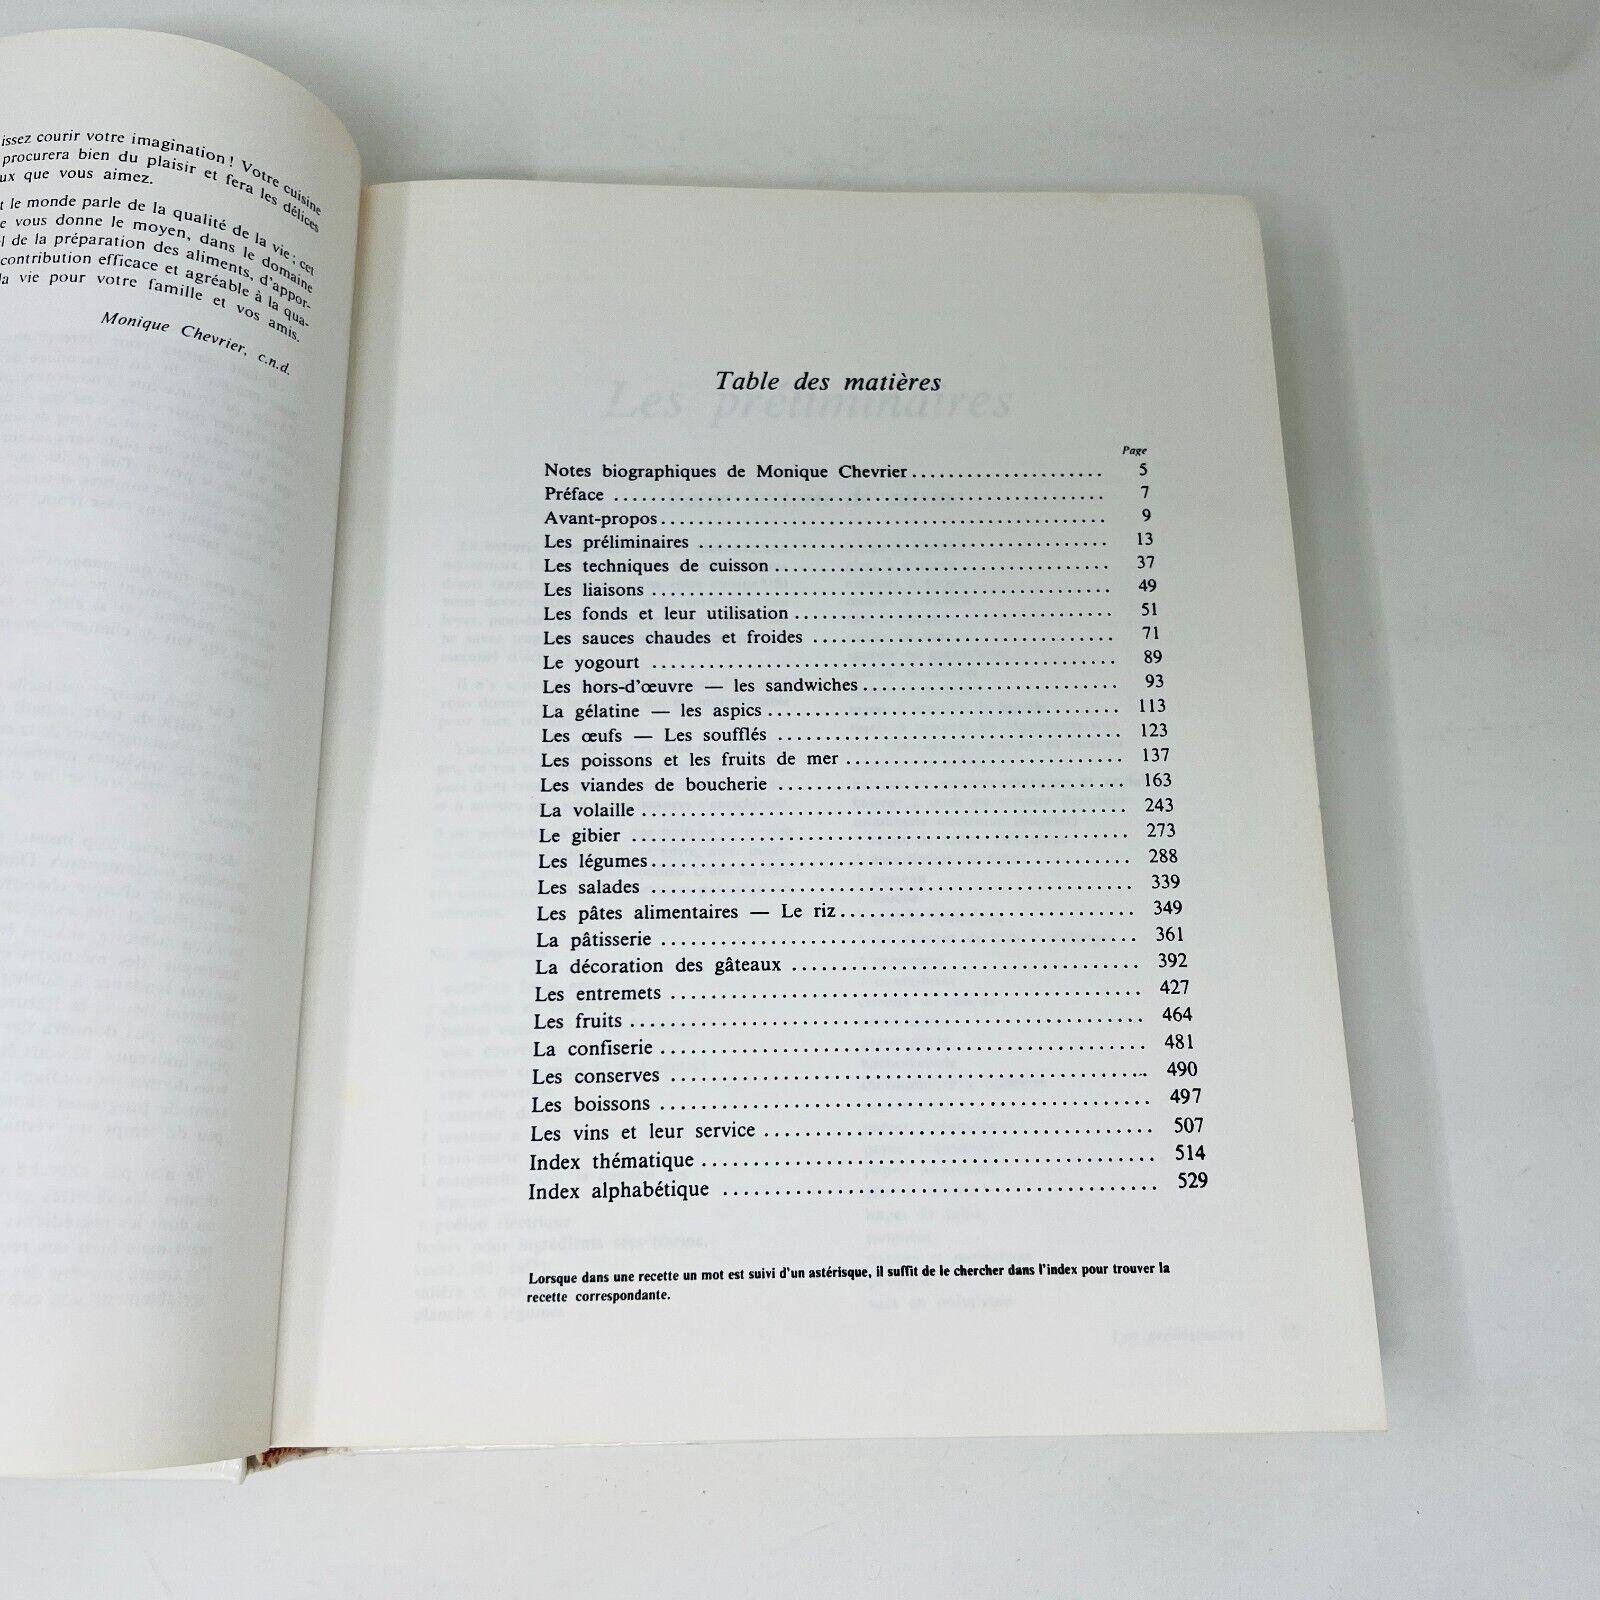 issez courir votre imagination ! Votre cuisine
procurera bien du plaisir et fera les délices
ux que vous aimez.
t le monde parle de la qualité de la vie ; cet
e vous donne le moyen, dans le domaine
l de la préparation des aliments, d'appor-
contribution efficace et agréable à la qua-
la vie pour votre famille et vos amis.
Monique Chevrier, c.n.d.
Table des matières
Les préliminaires
Page
Notes biographiques de Monique Chevrier .................... 5
Préface .................... 7
Avant-propos .................... 9
Les préliminaires .................... 13
Les techniques de cuisson .................... 37
Les liaisons .................... 49
Les fonds et leur utilisation .................... 51
Les sauces chaudes et froides .................... 71
Le yogourt .................... 89
Les hors-d'œuvre — les sandwiches .................... 93
La gélatine — les aspics .................... 113
Les œufs — Les soufflés .................... 123
Les poissons et les fruits de mer .................... 137
Les viandes de boucherie .................... 163
La volaille .................... 243
Le gibier .................... 273
Les légumes .................... 288
Les salades .................... 339
Les pâtes alimentaires — Le riz .................... 349
La pâtisserie .................... 361
La décoration des gâteaux .................... 392
Les entremets .................... 427
Les fruits .................... 464
La confiserie .................... 481
Les conserves .................... 490
Les boissons .................... 497
Les vins et leur service .................... 507
Index thématique .................... 514
Index alphabétique .................... 529
Lorsque dans une recette un mot est suivi d'un astérisque, il suffit de le chercher dans l'index pour trouver la
recette correspondante.